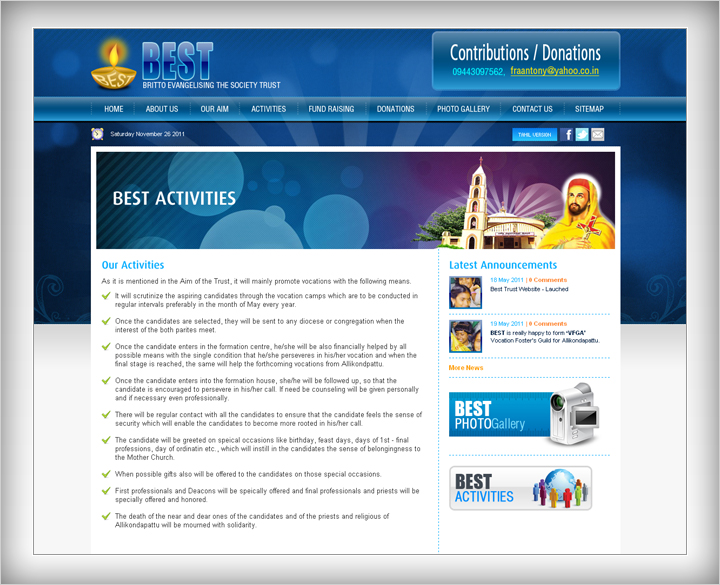 BEST
BEST
BRITTO EVANGELISING THE SOCIETY TRUST
Contributions / Donations
09443097562, fraantony@yahoo.co.in
HOME ABOUT US OUR AIM ACTIVITIES FUND RAISING DONATIONS PHOTO GALLERY CONTACT US SITEMAP
Saturday November 26 2011
TAMIL VERSION
BEST ACTIVITIES
Our Activities
As it is mentioned in the Aim of the Trust, it will mainly promote vocations with the following means.
It will scrutinize the aspiring candidates through the vocation camps which are to be conducted in
regular intervals preferably in the month of May every year.
Once the candidates are selected, they will be sent to any diocese or congregation when the
interest of the both parties meet.
Once the candidate enters in the formation centre, he/she will be also financially helped by all
possible means with the single condition that he/she perseveres in his/her vocation and when the
final stage is reached, the same will help the forthcoming vocations from Allikondpattu.
Once the candidate enters into the formation house, she/he will be followed up, so that the
candidate is encouraged to persevere in his/her call. If need be counseling will be given personally
and if necessary even professionally.
There will be regular contact with all the candidates to ensure that the candidate feels the sense of
security which will enable the candidates to become more rooted in his/her call.
The candidate will be greeted on speical occasions like birthday, feast days, days of 1st - final
professions, day of ordinatin etc., which will instill in the candidates the sense of belongingness to
the Mother Church.
When possible gifts also will be offered to the candidates on those special occasions.
First professionals and Deacons will be speically offered and final professionals and priests will be
specially offered and honored.
The death of the near and dear ones of the candidates and of the priests and religious of
Allikondapattu will be mourned with solidarity.
Latest Announcements
18 May 2011 | 0 Comments
Best Trust Website - Lauched
19 May 2011 | 0 Comments
BEST is really happy to form "VFGA"
Vocation Foster's Guild for Allikondapattu.
More News
BEST
PHOTOGallery
BEST
ACTIVITIES